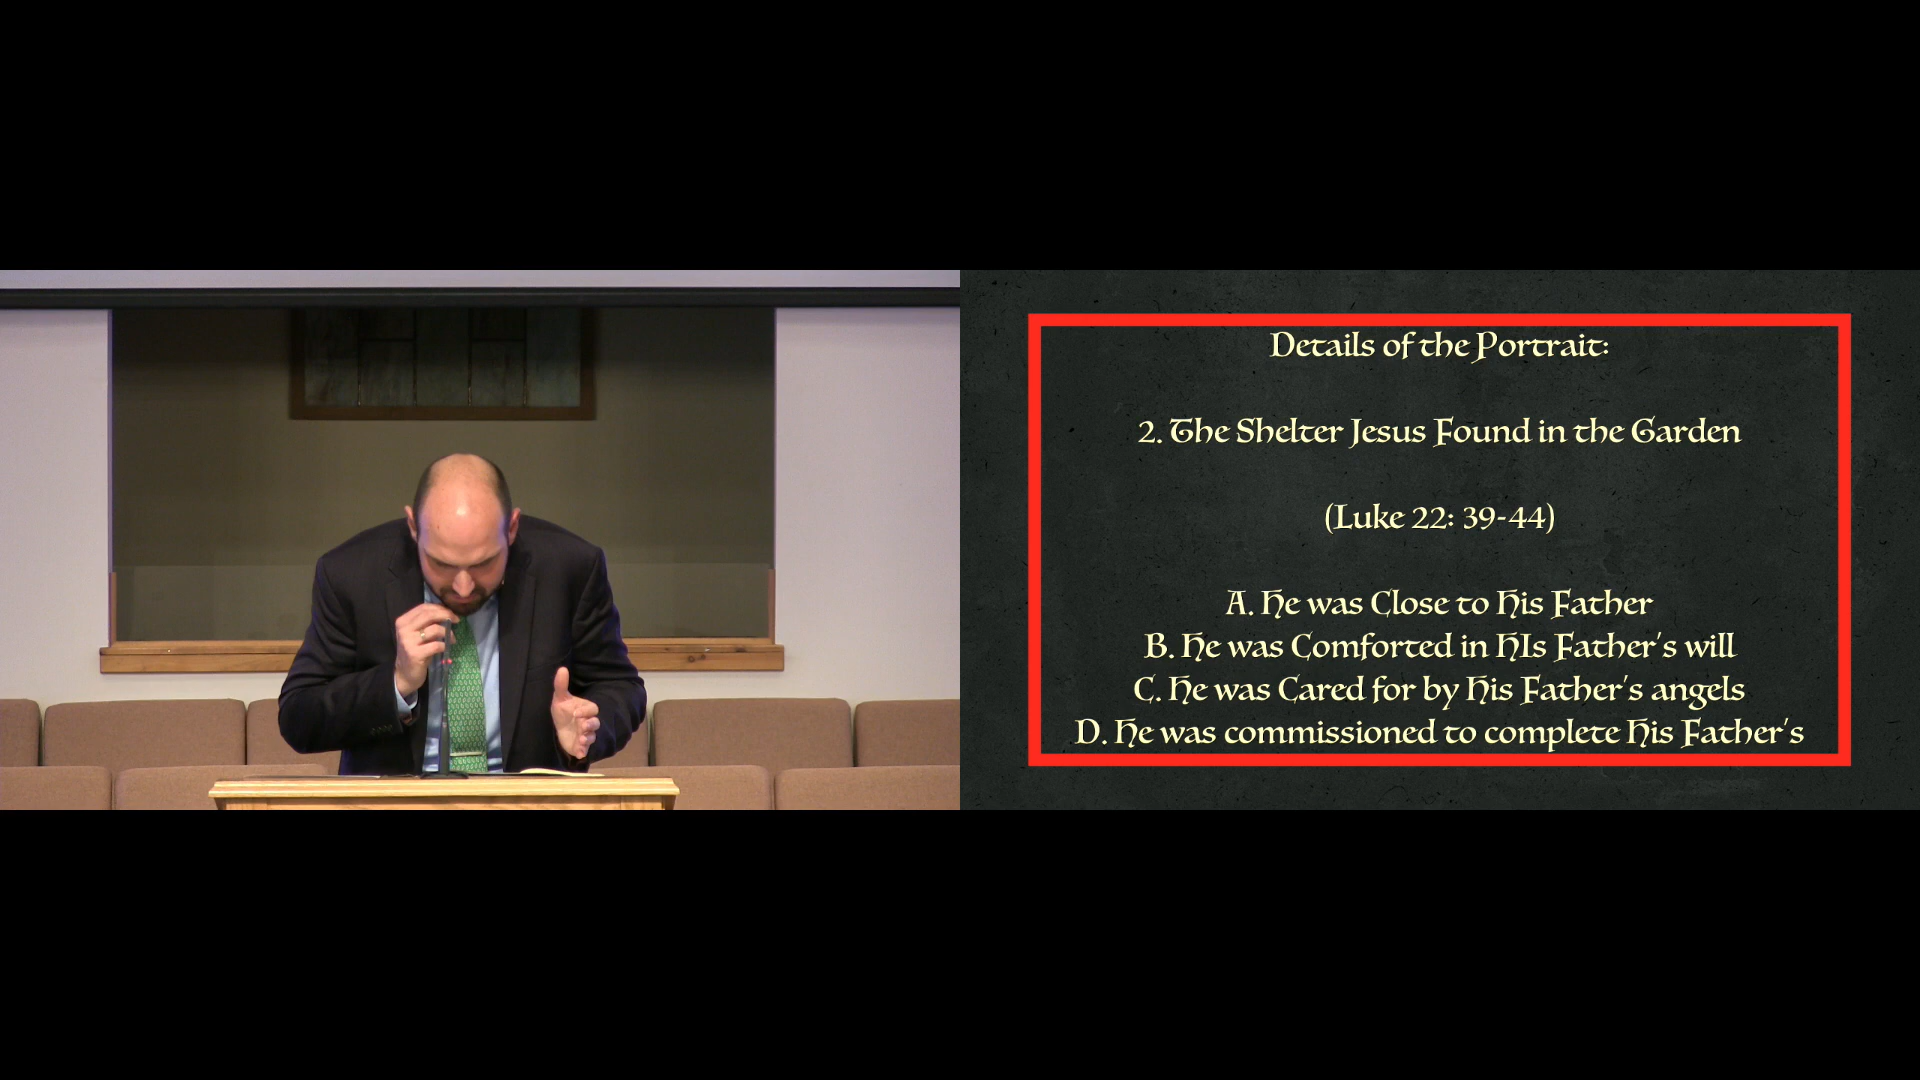 Details of the Portrait:
2. The Shelter Jesus Found in the Garden
(Luke 22: 39-44)
A. He was Close to His Father
B. He was Comforted in HIs Father's will
C. He was Cared for by His Father's angels
D. He was commissioned to complete His Father's